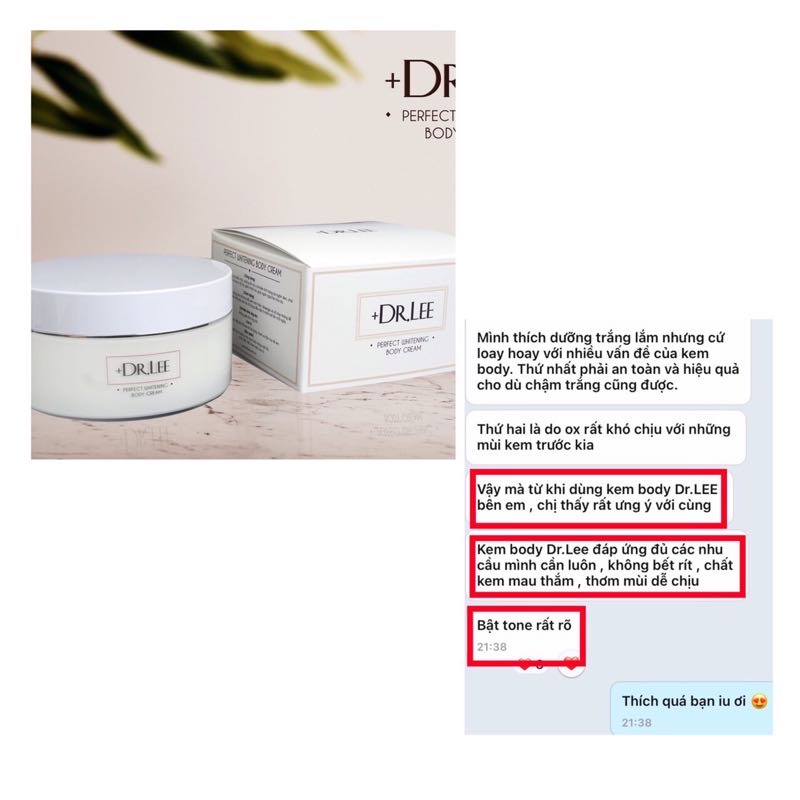 +DR
• PERFECT
BODY
PERFECT WHITENING BODY CREAM
+DR.LEE
+DR.LEE
• PERFECT WHITENING •
BODY CREAM
+DR.LEE
• PERFECT WHITENING •
BODY CREAM
Mình thích dưỡng trắng lắm nhưng cứ
loay hoay với nhiều vấn đề của kem
body. Thứ nhất phải an toàn và hiệu quả
cho dù chậm trắng cũng được.
Thứ hai là do ox rất khó chịu với những
mùi kem trước kia
Vậy mà từ khi dùng kem body Dr.LEE
bên em , chị thấy rất ưng ý với cùng
Kem body Dr.Lee đáp ứng đủ các nhu
cầu mình cần luôn , không bết rít , chất
kem mau thắm , thơm mùi dễ chịu
Bật tone rất rõ
21:38
Thích quá bạn iu ơi 😍
21:38